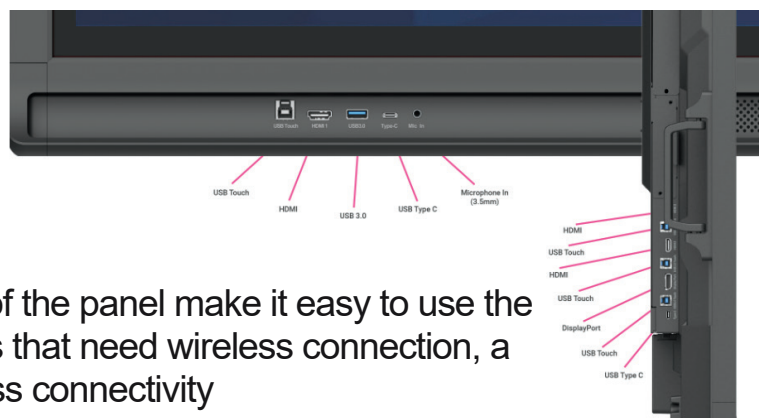 USB Touch HDMI 1 USB3.0 Type-C Mic In
USB Touch
HDMI
USB 3.0
USB Type C
Microphone In
(3.5mm)
HDMI
USB Touch
HDMI
USB Touch
DisplayPort
USB Touch
USB Type C
of the panel make it easy to use the
s that need wireless connection, a
ss connectivity